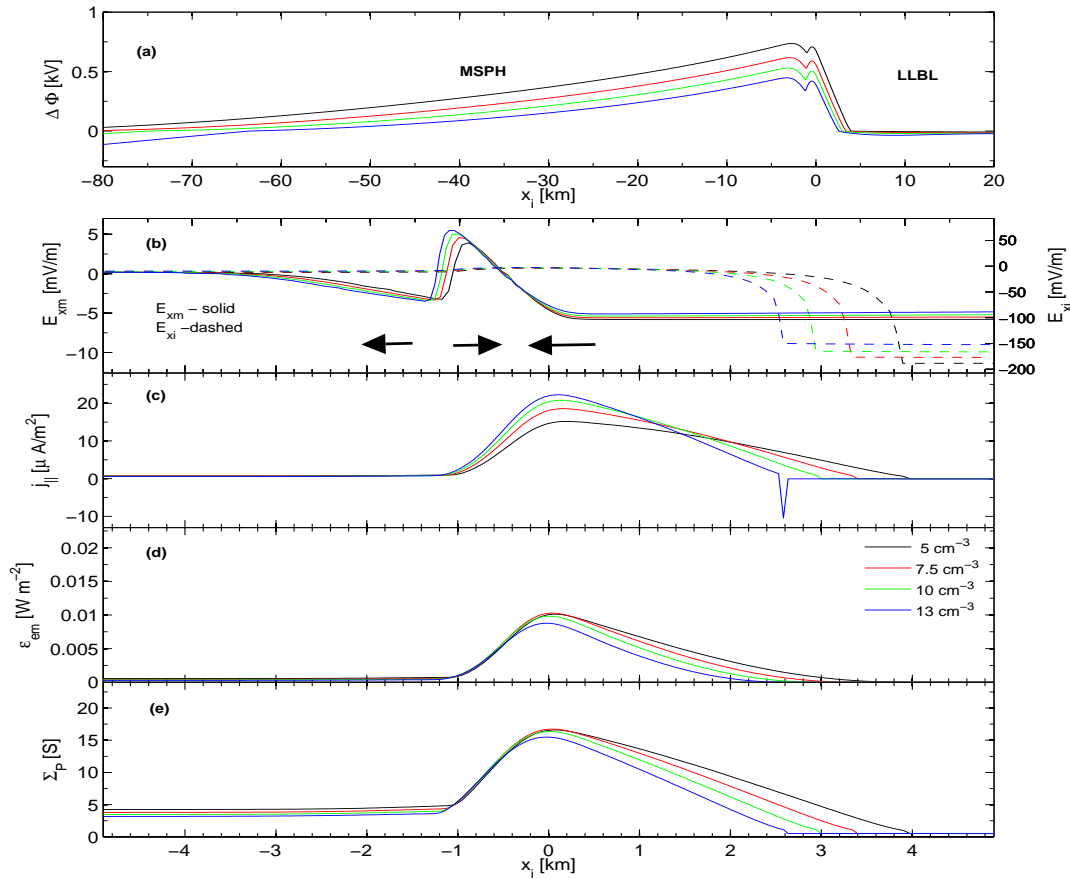 1
0.5
0
Δ Φ [kV]
(a)
MSPH
LLBL
−80 −70 −60 −50 −40 −30 −20 −10 0 10 20
x_i [km]
5
0
−5
−10
E_xm [mV/m]
(b)
E_xm – solid
E_xi –dashed
50
0
−50
−100
−150
−200
E_xi [mV/m]
20
10
0
−10
j_|| [μ A/m²]
(c)
0.02
0.015
0.01
0.005
0
ε_em [W m⁻²]
(d)
5 cm⁻³
7.5 cm⁻³
10 cm⁻³
13 cm⁻³
20
15
10
5
0
Σ_P [S]
(e)
−4 −3 −2 −1 0 1 2 3 4
x_i [km]